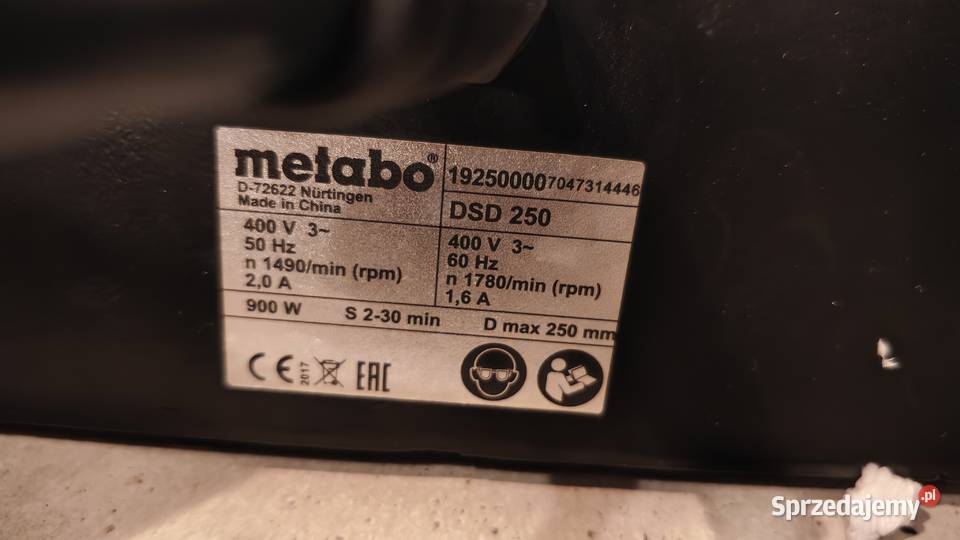 metabo®
D-72622 Nürtingen
Made in China
192500007047314446
DSD 250
400 V 3~
50 Hz
n 1490/min (rpm)
2,0 A
400 V 3~
60 Hz
n 1780/min (rpm)
1,6 A
900 W S 2-30 min D max 250 mm
CE 2017 EAC
Sprzedajemy.pl